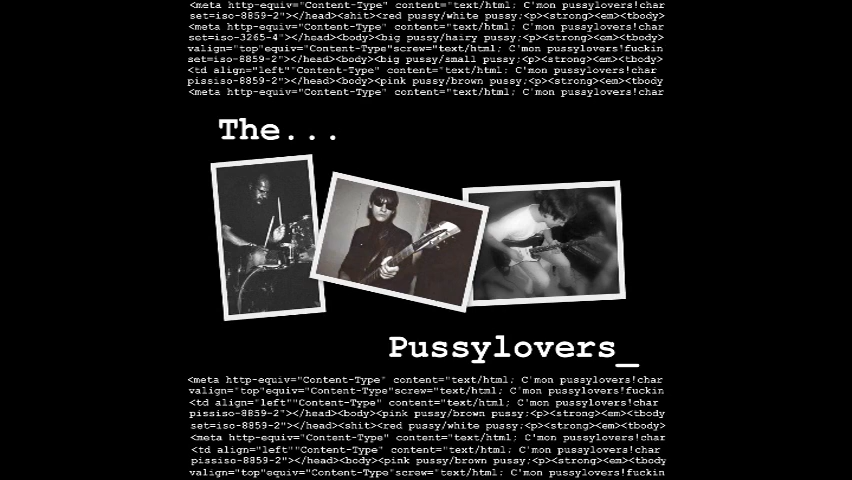 <meta http-equiv="Content-Type" content="text/html; C'mon pussylovers!char
set=iso-8859-2"></head><shit>red pussy/white pussy;<p><strong><em><tbody>
<meta http-equiv="Content-Type" content="text/html; C'mon pussylovers!char
set=iso-3265-4"></head><body>big pussy/hairy pussy;<p><strong><em><tbody>
valign="top"equiv="Content-Type"screw="text/html; C'mon pussylovers!fuckin
set=iso-8859-2"></head><body>big pussy/small pussy;<p><strong><em><tbody>
<td align="left""Content-Type" content="text/html; C'mon pussylovers!char
pissiso-8859-2"></head><body>pink pussy/brown pussy;<p><strong><em><tbody
<meta http-equiv="Content-Type" content="text/html; C'mon pussylovers!char
The...
Pussylovers_
<meta http-equiv="Content-Type" content="text/html; C'mon pussylovers!char
valign="top"equiv="Content-Type"screw="text/html; C'mon pussylovers!fuckin
<td align="left""Content-Type" content="text/html; C'mon pussylovers!char
pissiso-8859-2"></head><body>pink pussy/brown pussy;<p><strong><em><tbody
set=iso-8859-2"></head><shit>red pussy/white pussy;<p><strong><em><tbody>
<meta http-equiv="Content-Type" content="text/html; C'mon pussylovers!char
<td align="left""Content-Type" content="text/html; C'mon pussylovers!char
pissiso-8859-2"></head><body>pink pussy/brown pussy;<p><strong><em><tbody
valign="top"equiv="Content-Type"screw="text/html; C'mon pussylovers!fuckin